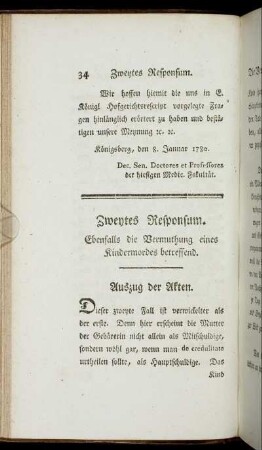 34 Zweytes Responsum.
Wir hoffen hiemit die uns in E.
Königl Hofgerichtsrescript vorgelegte Fra-
gen hinlänglich erörtert zu haben und bestä-
tigen unsere Meynung ꝛc. ꝛc.
Königsberg, den 8. Januar 1780.
Dec. Sen. Doctores et Professores
der hiesigen Medic. Fakultät.
Zweytes Responsum.
Ebenfalls die Vermuthung eines
Kindermordes betreffend.
Auszug der Akten.
Dieser zweyte Fall ist verwickelter als
der erste. Denn hier erscheint die Mutter
der Gebärerin nicht allein als Mitschuldige,
sondern wohl gar, wenn man de credulitate
urtheilen sollte, als Hauptschuldige. Das
Kind